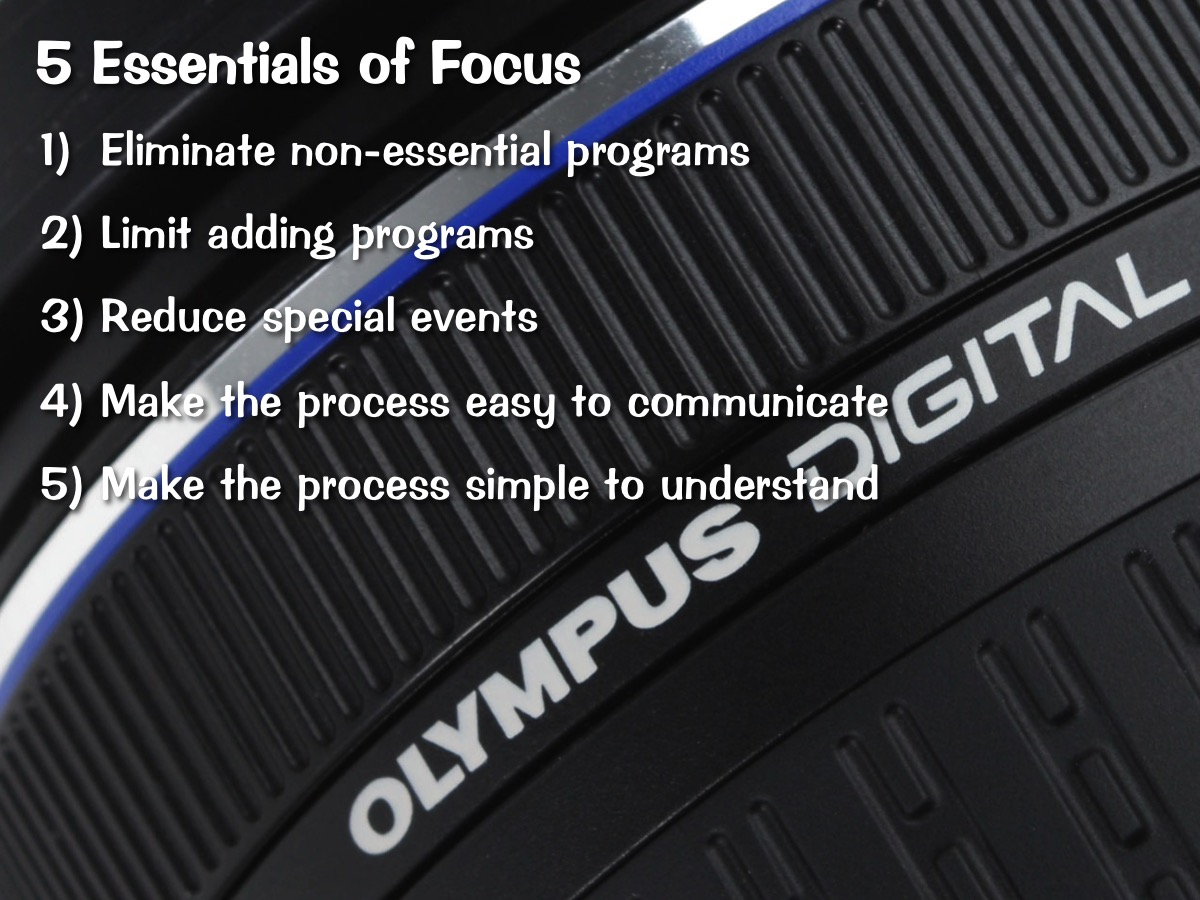 5 Essentials of Focus
1) Eliminate non-essential programs
2) Limit adding programs
3) Reduce special events
4) Make the process easy to communicate
5) Make the process simple to understand
OLYMPUS DIGITAL